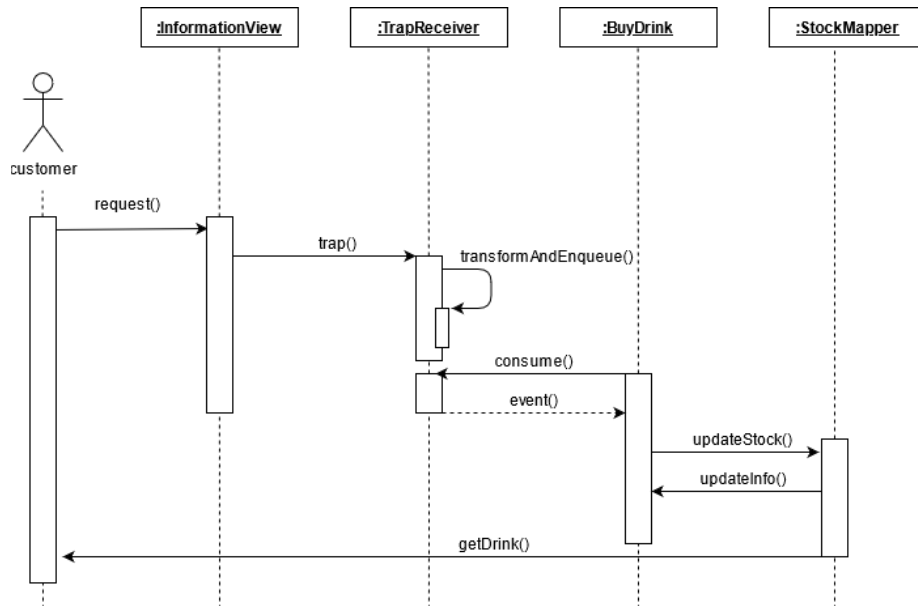 :InformationView
:TrapReceiver
:BuyDrink
:StockMapper
customer
request()
trap()
transformAndEnqueue()
consume()
event()
updateStock()
updateInfo()
getDrink()